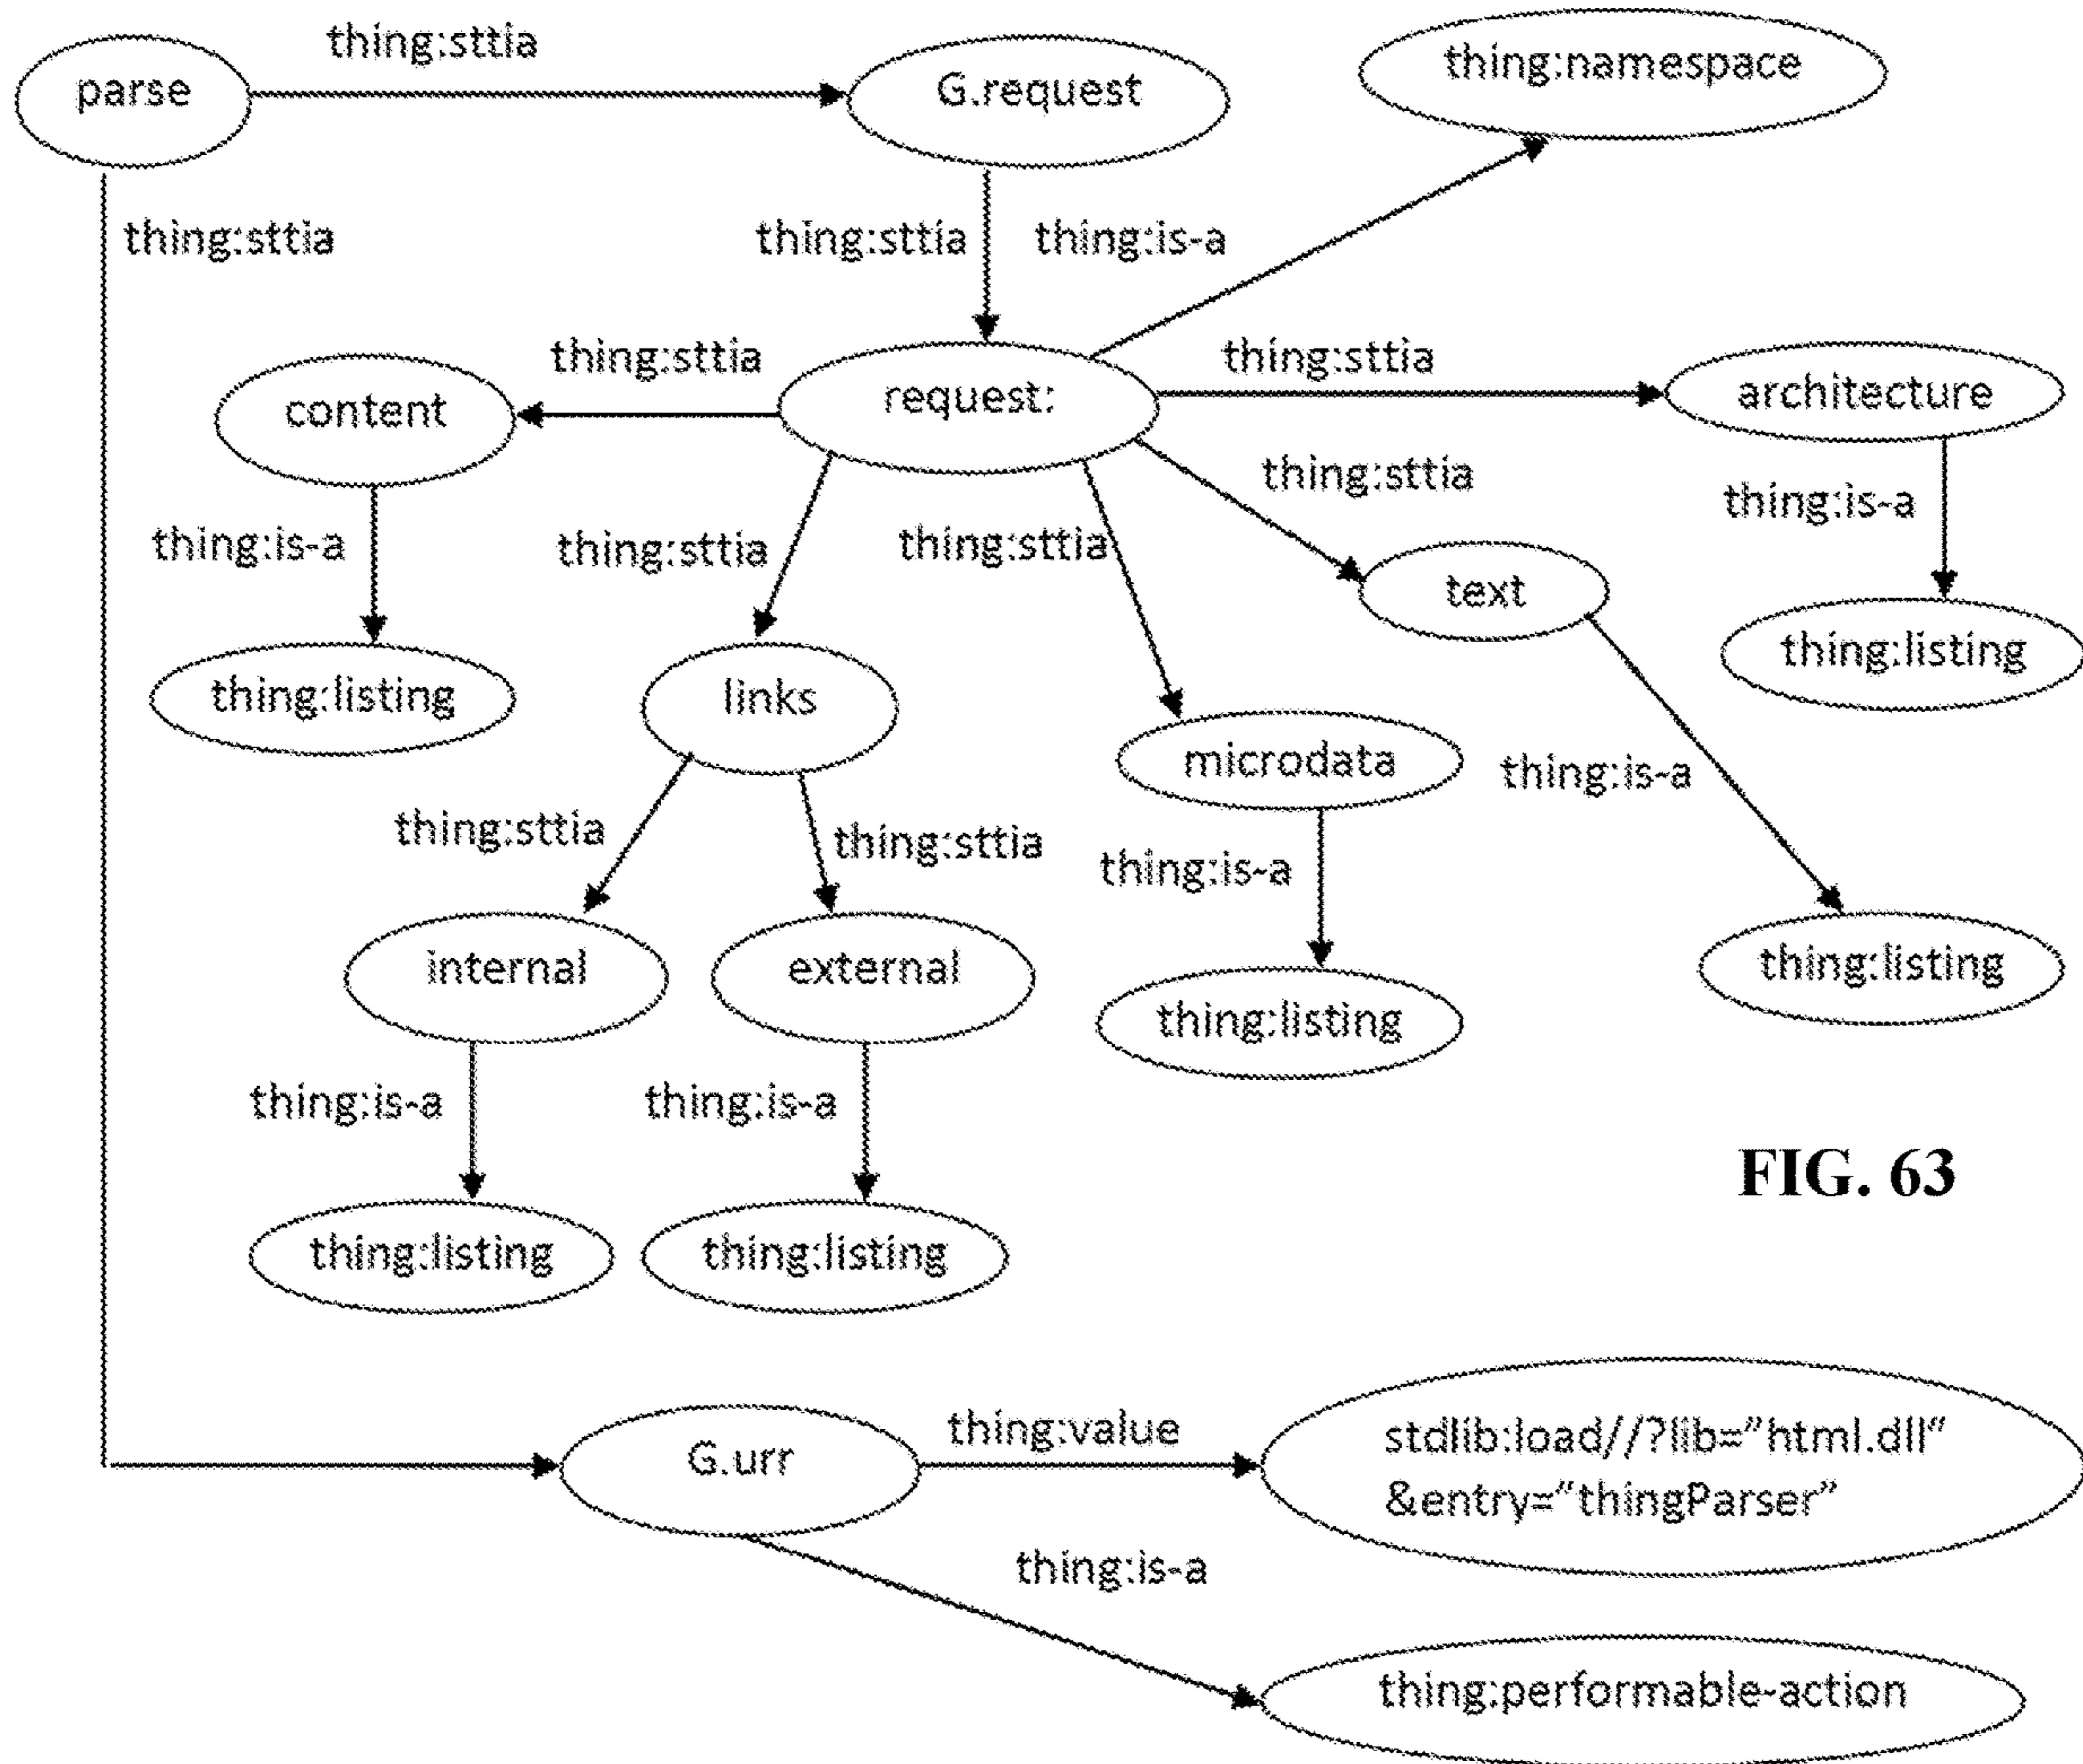 thing:sttia
parse
G.request
thing:namespace
thing:sttia
thing:sttia
thing:is-a
thing:sttia
thing:sttia
content
request:
architecture
thing:sttia
thing:is-a
thing:is-a
thing:sttia
thing:sttia
text
thing:listing
links
thing:listing
microdata
thing:is-a
thing:sttia
thing:sttia
thing:is-a
internal
external
thing:listing
thing:listing
thing:is-a
thing:is-a
FIG. 63
thing:listing
thing:listing
G.urr
thing:value
stdlib:load//?lib="html.dll"
&entry="thingParser"
thing:is-a
thing:performable-action